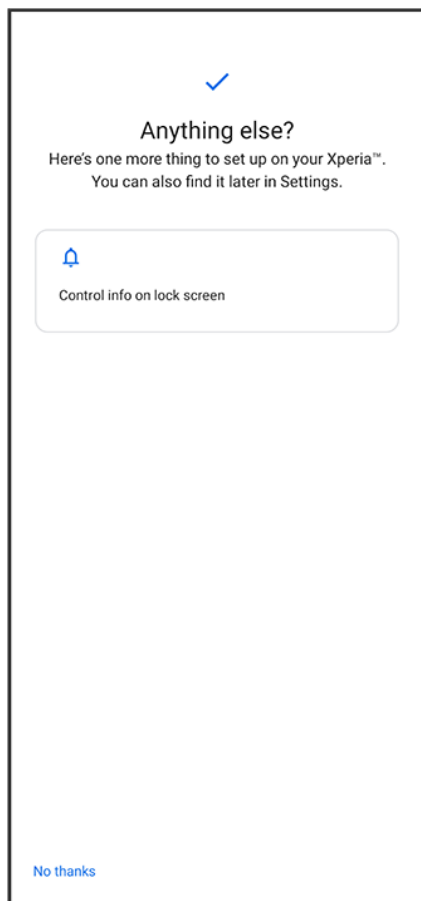 Anything else?
Here's one more thing to set up on your Xperia™.
You can also find it later in Settings.
Control info on lock screen
No thanks